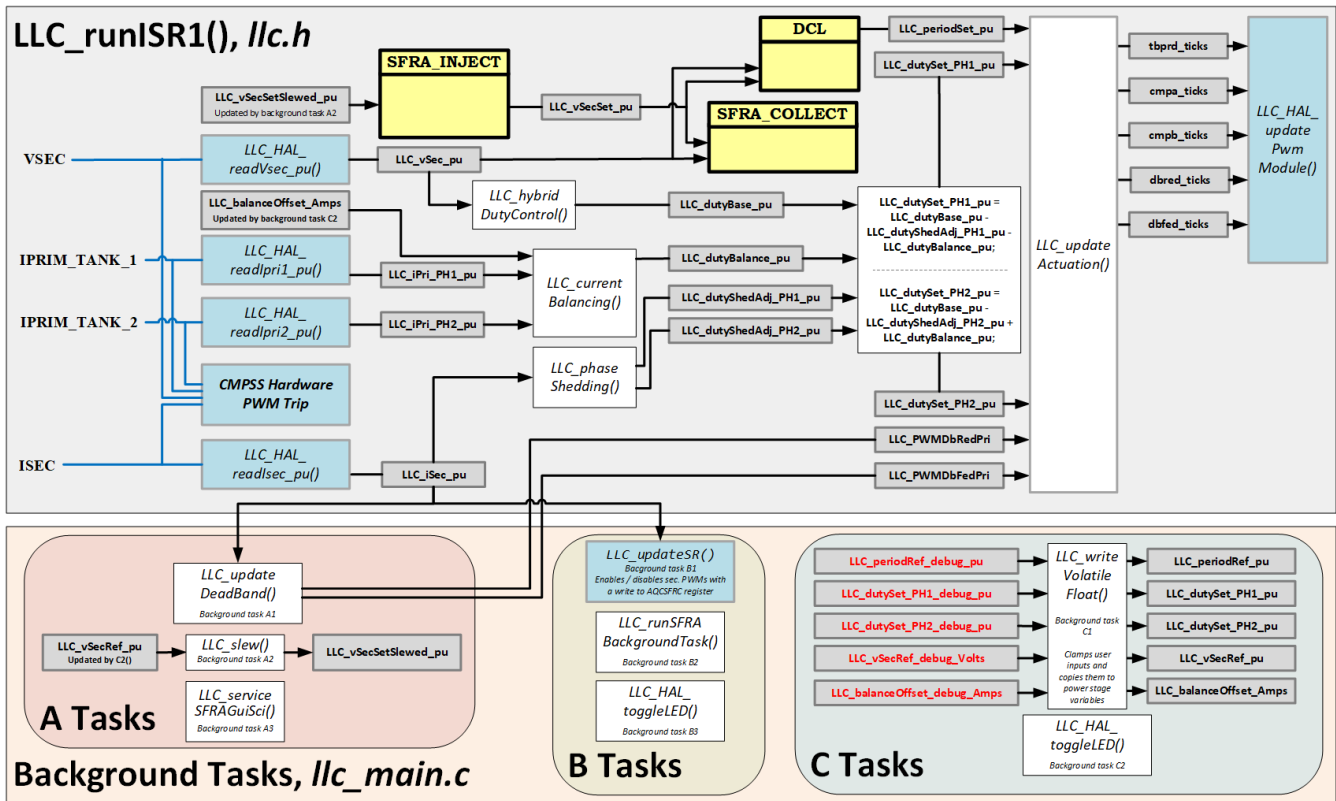 LLC_runISR1(), llc.h
SFRA_INJECT
DCL
SFRA_COLLECT
LLC_vSecSetSlewed_pu
Updated by background task A2
LLC_vSecSet_pu
LLC_periodSet_pu
LLC_dutySet_PH1_pu
VSEC
LLC_HAL_
readVsec_pu()
LLC_vSec_pu
LLC_balanceOffset_Amps
Updated by background task C2
LLC_hybrid
DutyControl()
LLC_dutyBase_pu
IPRIM_TANK_1
LLC_HAL_
readIpri1_pu()
LLC_iPri_PH1_pu
IPRIM_TANK_2
LLC_HAL_
readIpri2_pu()
LLC_iPri_PH2_pu
LLC_current
Balancing()
LLC_dutyBalance_pu
LLC_dutyShedAdj_PH1_pu
LLC_dutyShedAdj_PH2_pu
LLC_phase
Shedding()
CMPSS Hardware
PWM Trip
ISEC
LLC_HAL_
readIsec_pu()
LLC_iSec_pu
LLC_dutySet_PH1_pu =
LLC_dutyBase_pu -
LLC_dutyShedAdj_PH1_pu -
LLC_dutyBalance_pu;
LLC_dutySet_PH2_pu =
LLC_dutyBase_pu -
LLC_dutyShedAdj_PH2_pu +
LLC_dutyBalance_pu;
LLC_dutySet_PH2_pu
LLC_PWMDbRedPri
LLC_PWMDbFedPri
LLC_update
Actuation()
tbprd_ticks
cmpa_ticks
cmpb_ticks
dbred_ticks
dbfed_ticks
LLC_HAL_
update
Pwm
Module()
LLC_update
DeadBand()
Background task A1
LLC_vSecRef_pu
Updated by C2()
LLC_slew()
Background task A2
LLC_vSecSetSlewed_pu
LLC_service
SFRAGuiSci()
Background task A3
A Tasks
LLC_updateSR()
Bacground task B1
Enables / disables sec. PWMs with
a write to AQCSFRC register
LLC_runSFRA
BackgroundTask()
Background task B2
LLC_HAL_
toggleLED()
Background task B3
B Tasks
LLC_periodRef_debug_pu
LLC_dutySet_PH1_debug_pu
LLC_dutySet_PH2_debug_pu
LLC_vSecRef_debug_Volts
LLC_balanceOffset_debug_Amps
LLC_write
Volatile
Float()
Background task
C1
Clamps user
inputs and
copies them to
power stage
variables
LLC_periodRef_pu
LLC_dutySet_PH1_pu
LLC_dutySet_PH2_pu
LLC_vSecRef_pu
LLC_balanceOffset_Amps
LLC_HAL_
toggleLED()
Background task C2
C Tasks
Background Tasks, llc_main.c